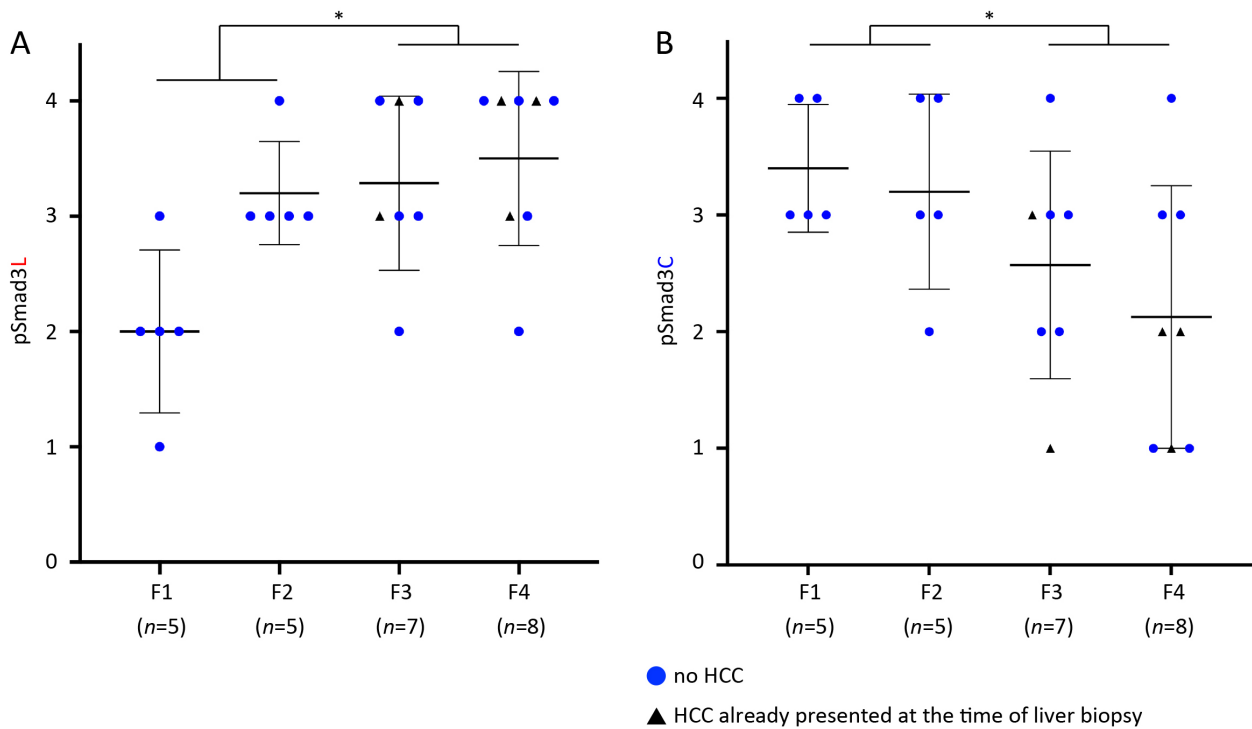 A
*
pSmad3L
4
3
2
1
0
F1
F2
F3
F4
(n=5)
(n=5)
(n=7)
(n=8)
B
*
pSmad3C
4
3
2
1
0
F1
F2
F3
F4
(n=5)
(n=5)
(n=7)
(n=8)
no HCC
HCC already presented at the time of liver biopsy